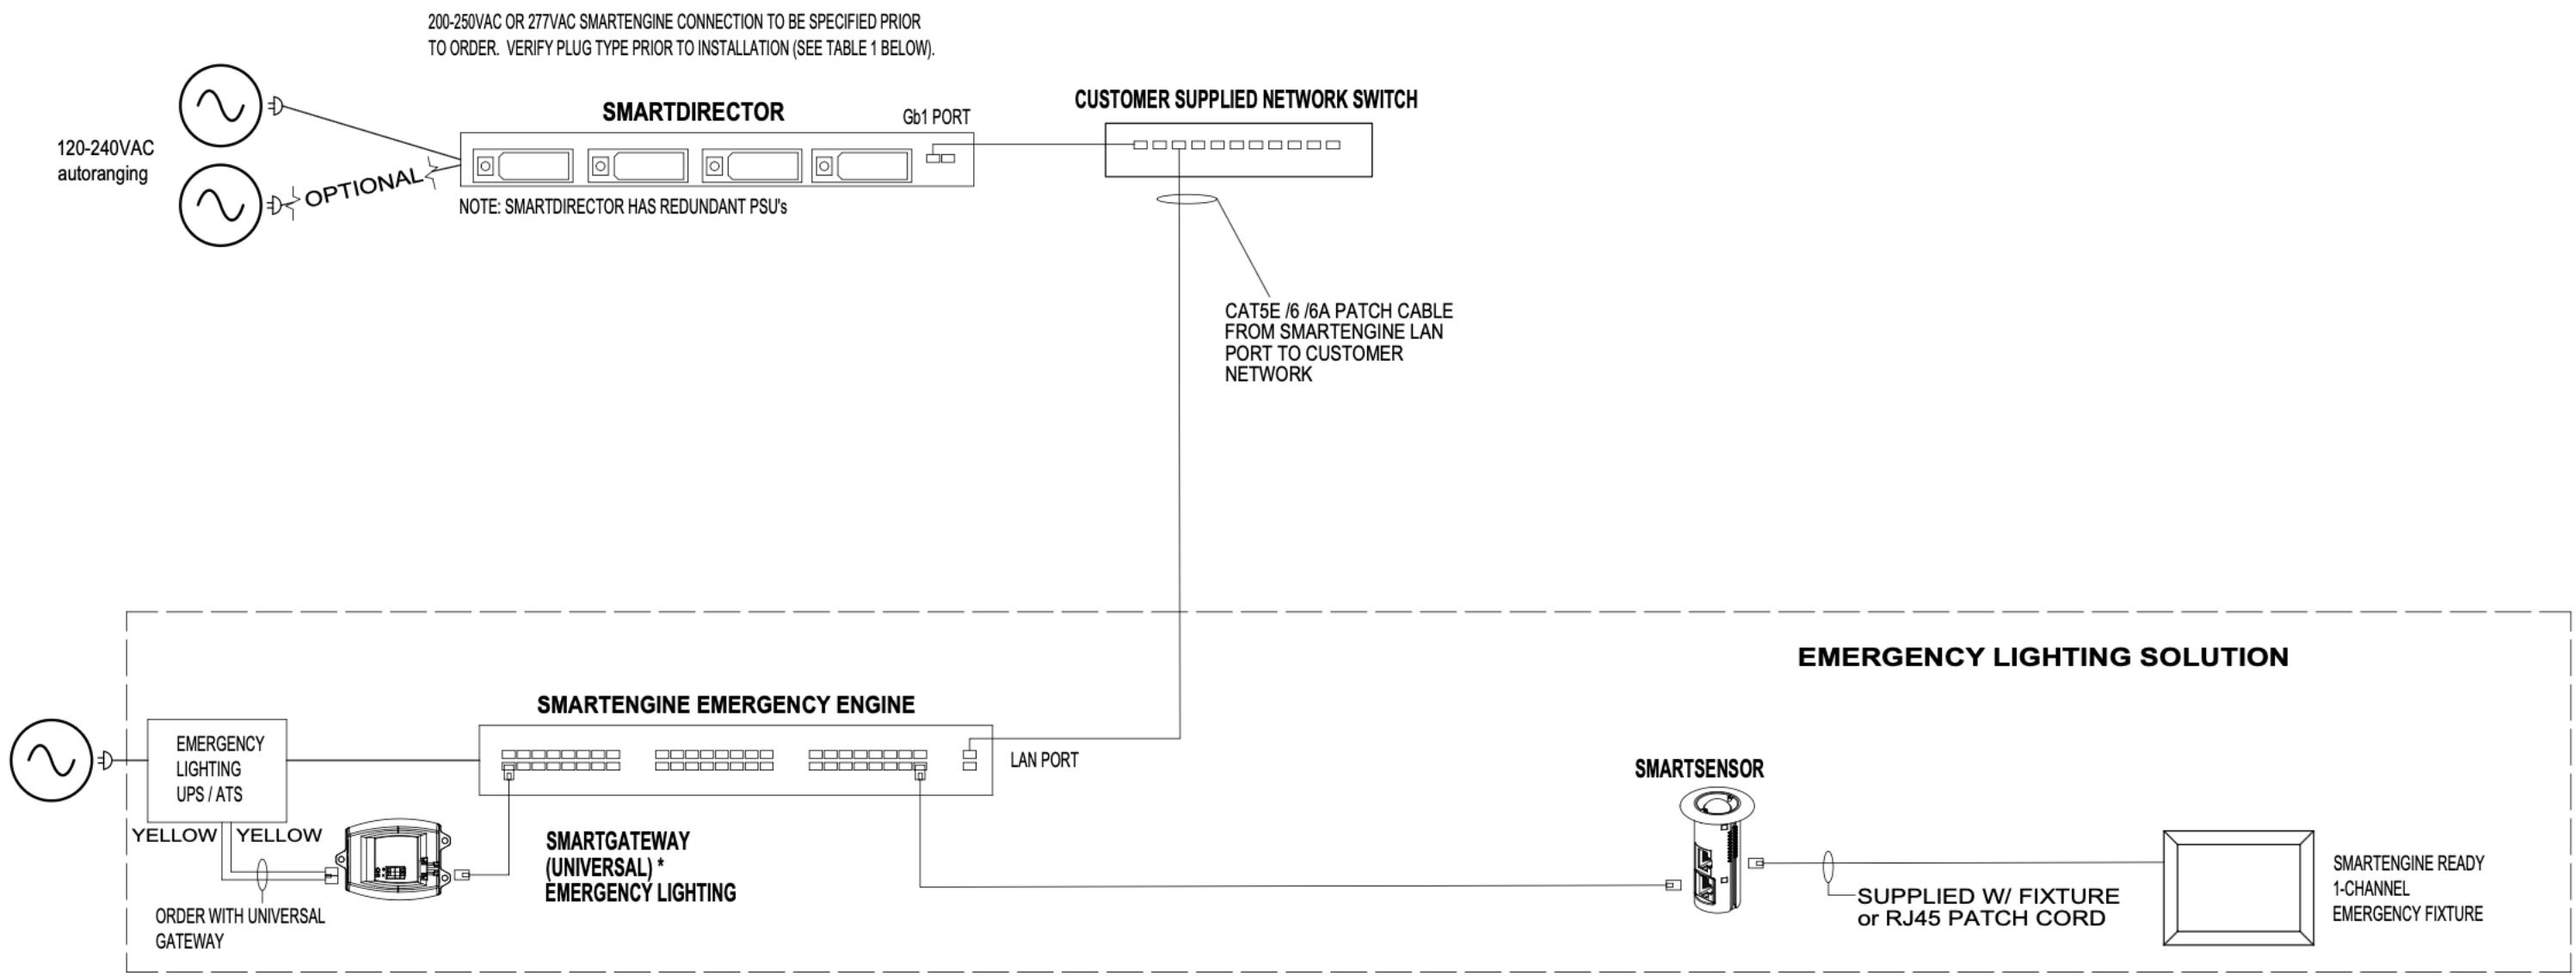 200-250VAC OR 277VAC SMARTENGINE CONNECTION TO BE SPECIFIED PRIOR
TO ORDER. VERIFY PLUG TYPE PRIOR TO INSTALLATION (SEE TABLE 1 BELOW).
SMARTDIRECTOR
Gb1 PORT
CUSTOMER SUPPLIED NETWORK SWITCH
120-240VAC
autoranging
OPTIONAL
NOTE: SMARTDIRECTOR HAS REDUNDANT PSU's
CAT5E /6 /6A PATCH CABLE
FROM SMARTENGINE LAN
PORT TO CUSTOMER
NETWORK
EMERGENCY LIGHTING SOLUTION
SMARTENGINE EMERGENCY ENGINE
EMERGENCY
LIGHTING
UPS / ATS
LAN PORT
SMARTSENSOR
YELLOW YELLOW
SMARTGATEWAY
(UNIVERSAL) *
EMERGENCY LIGHTING
ORDER WITH UNIVERSAL
GATEWAY
SUPPLIED W/ FIXTURE
or RJ45 PATCH CORD
SMARTENGINE READY
1-CHANNEL
EMERGENCY FIXTURE